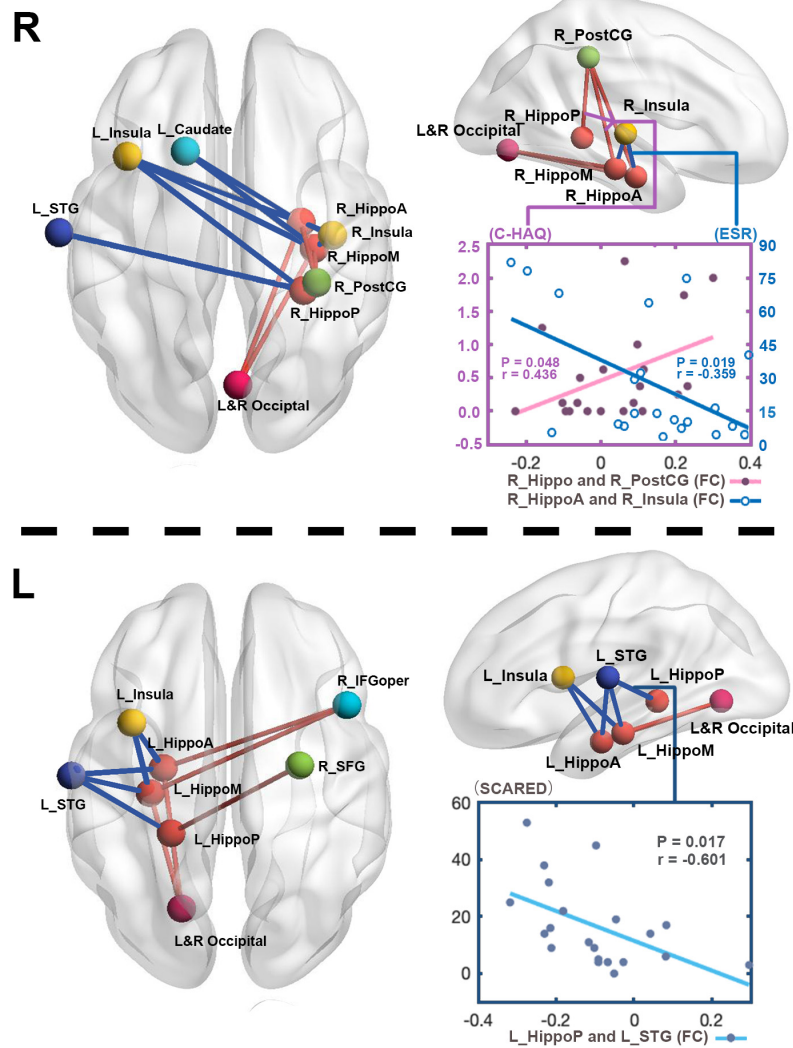 R
R_PostCG
L_Insula
L_Caudate
R_HippoP
R_Insula
L&R Occipital
L_STG
R_HippoM
R_HippoA
R_HippoA
R_Insula
R_HippoM
R_PostCG
R_HippoP
L&R Occiptal
(C-HAQ)
(ESR)
2.5
2.0
1.5
1.0
0.5
0.0
-0.5
90
75
60
45
30
15
0
P = 0.048
r = 0.436
P = 0.019
r = -0.359
-0.2
0
0.2
0.4
R_Hippo and R_PostCG (FC)
R_HippoA and R_Insula (FC)
L
L_Insula
R_IFGoper
L_HippoA
L_STG
L_HippoM
R_SFG
L_HippoP
L&R Occipital
L_Insula
L_STG
L_HippoP
L&R Occipital
L_HippoM
L_HippoA
(SCARED)
60
40
20
0
P = 0.017
r = -0.601
-0.4
-0.2
0
0.2
L_HippoP and L_STG (FC)